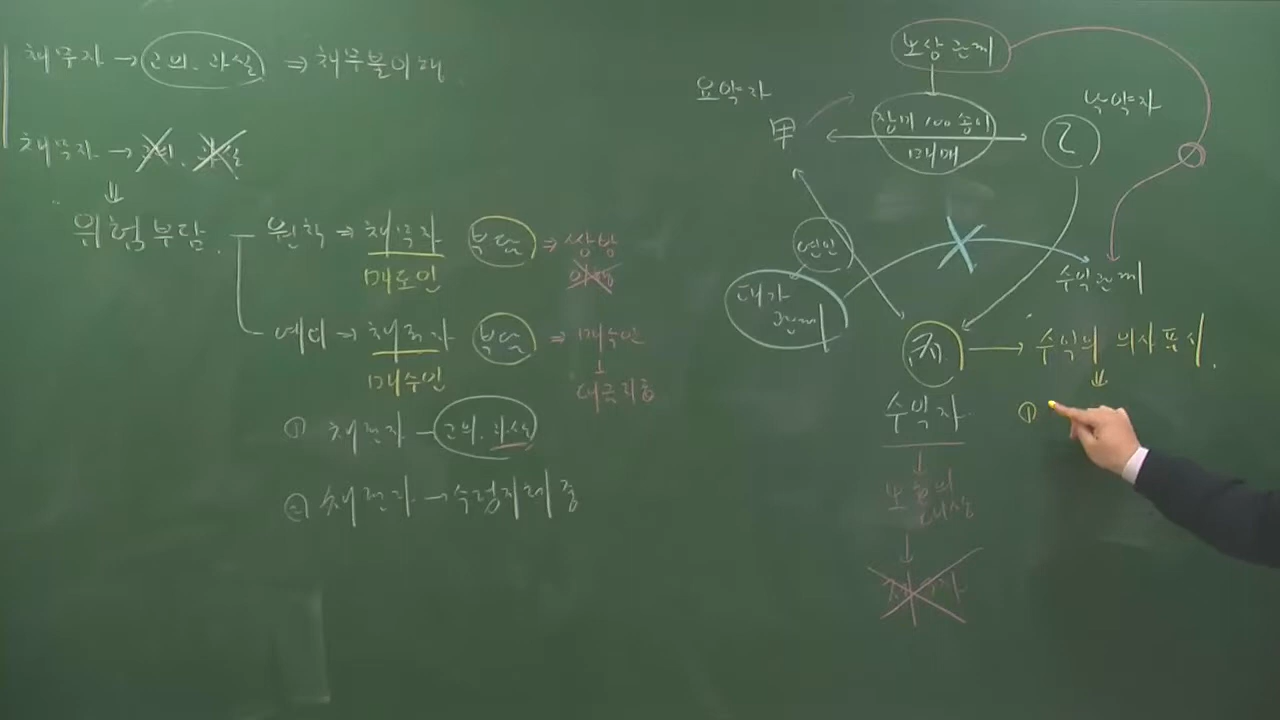 채무자 → 고의. 과실 ⇒ 채무불이행
채무자 → 고의. 과실
⇓
위험부담 — 원칙 ⇒ 채무자 부담 ⇒ 쌍방
매도인
예외 ⇒ 채권자 부담 ⇒ 매수인
매수인 ↓ 대금지급
① 채권자 — 고의. 과실
② 채권자 → 수령지체 중
보상관계
요약자
낙약자
甲
장미 100송이
매매
乙
원인
대가
관계
수익관계
丙 → 수익의 의사표시.
수익자
⇓
①
↓
보호의
대상
↓